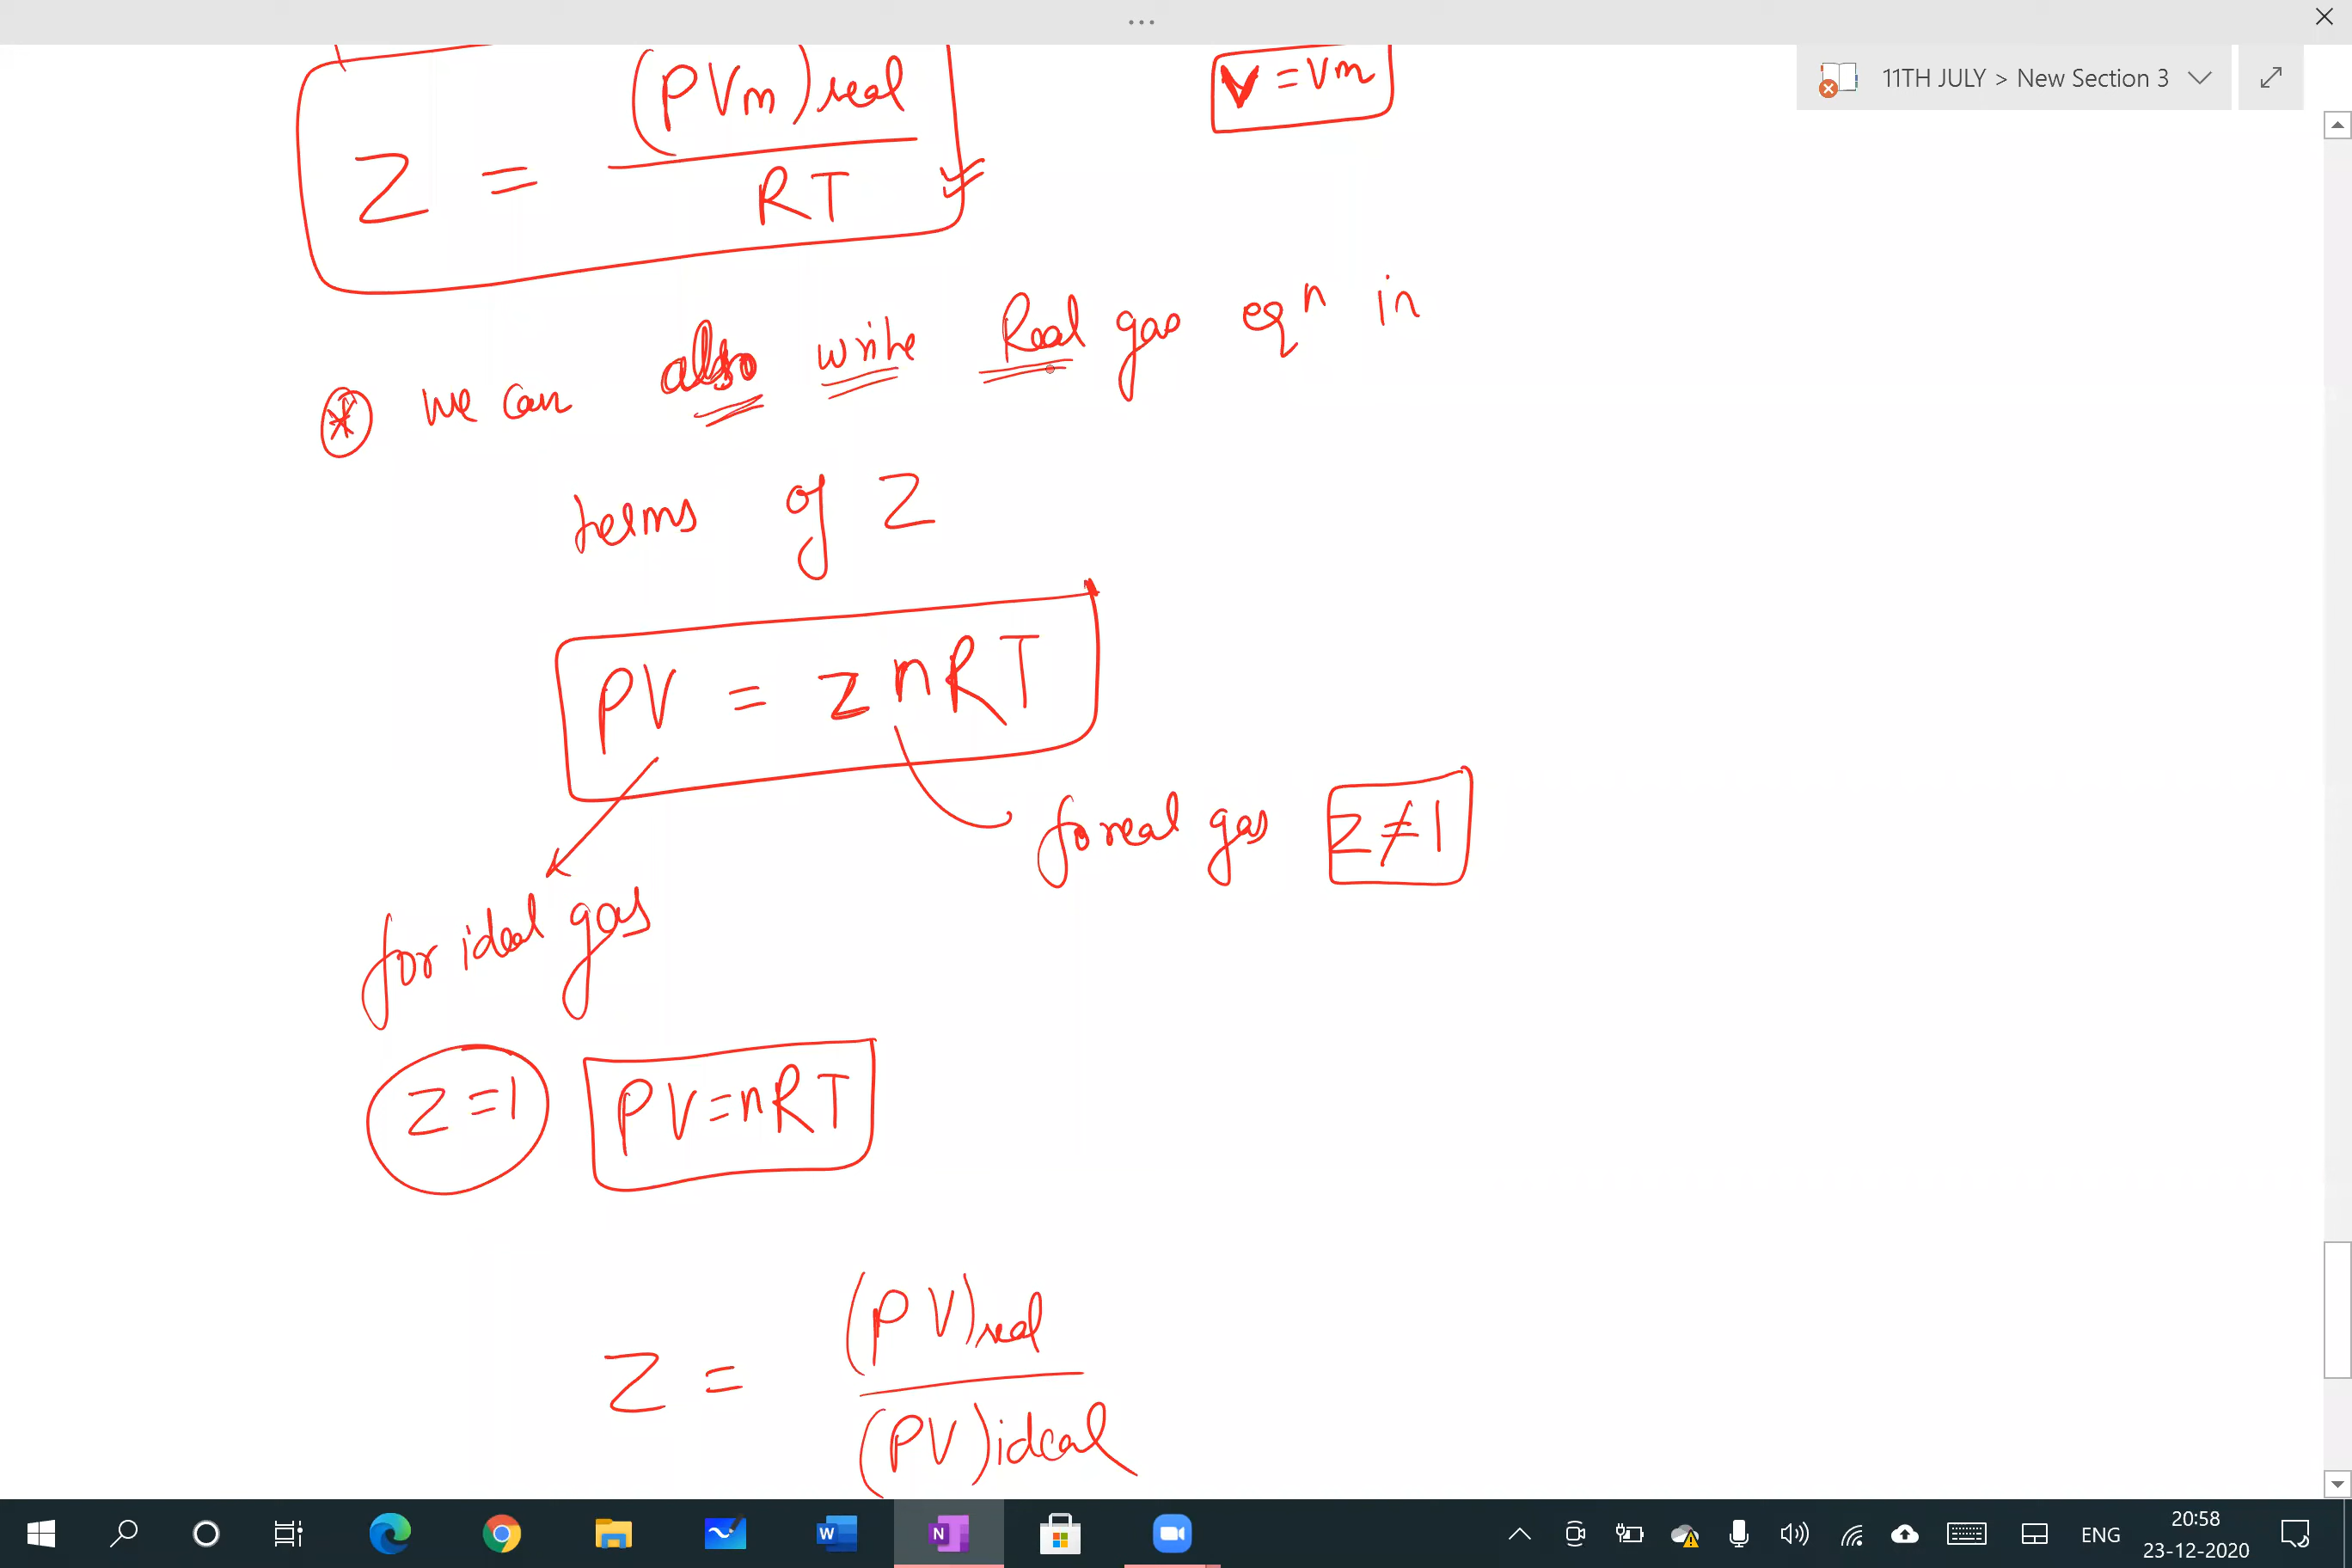 11TH JULY > New Section 3
(PVm)real
V = Vm
Z =
RT
* we can also write Real gas eqn in
terms of Z
PV = Z nRT
for real gas Z ≠ 1
for ideal gas
Z = 1 PV = nRT
(PV)real
Z =
(PV)ideal
W
N
ENG
20:58
23-12-2020